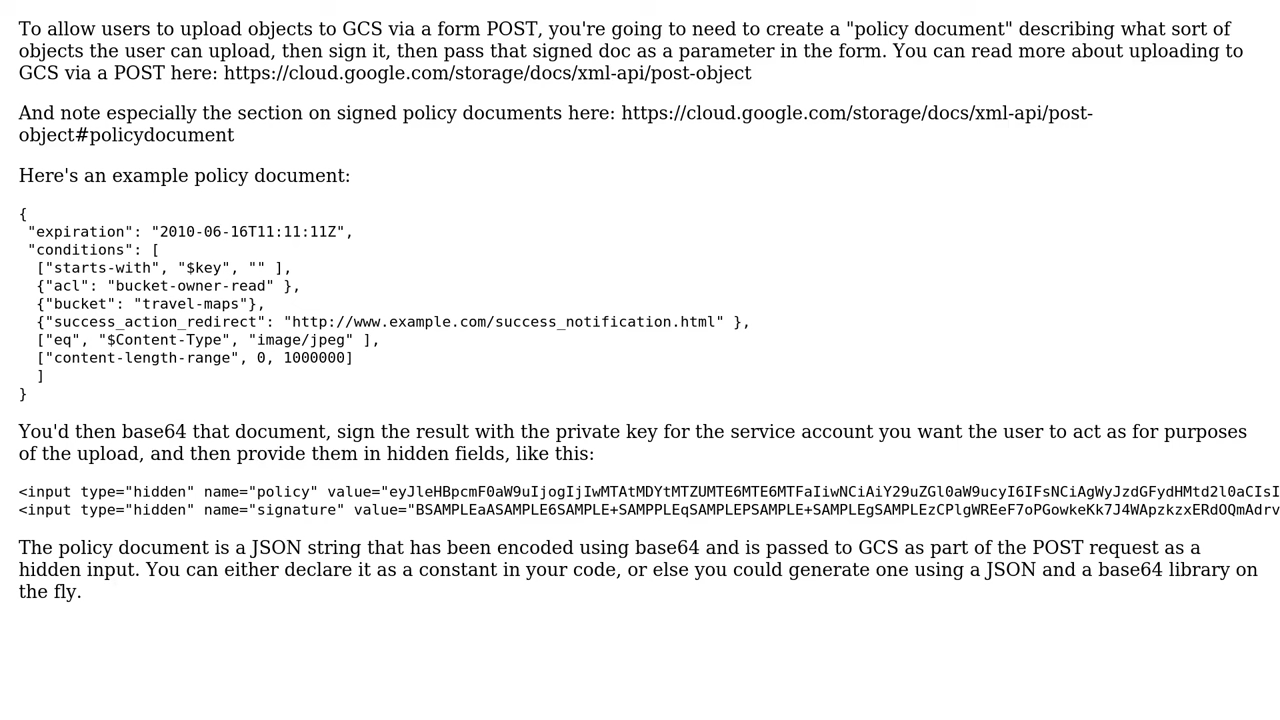 To allow users to upload objects to GCS via a form POST, you're going to need to create a "policy document" describing what sort of
objects the user can upload, then sign it, then pass that signed doc as a parameter in the form. You can read more about uploading to
GCS via a POST here: https://cloud.google.com/storage/docs/xml-api/post-object
And note especially the section on signed policy documents here: https://cloud.google.com/storage/docs/xml-api/post-
object#policydocument
Here's an example policy document:
{
 "expiration": "2010-06-16T11:11:11Z",
 "conditions": [
  ["starts-with", "$key", "" ],
  {"acl": "bucket-owner-read" },
  {"bucket": "travel-maps"},
  {"success_action_redirect": "http://www.example.com/success_notification.html" },
  ["eq", "$Content-Type", "image/jpeg" ],
  ["content-length-range", 0, 1000000]
  ]
}
You'd then base64 that document, sign the result with the private key for the service account you want the user to act as for purposes
of the upload, and then provide them in hidden fields, like this:
<input type="hidden" name="policy" value="eyJleHBpcmF0aW9uIjogIjIwMTAtMDYtMTZUMTE6MTE6MTFaIiwNCiAiY29uZGl0aW9ucyI6IFsNCiAgWyJzdGFydHMtd2l0aCIsI
<input type="hidden" name="signature" value="BSAMPLEaASAMPLE6SAMPLE+SAMPPLEqSAMPLEPSAMPLE+SAMPLEgSAMPLEzCPlgWREeF7oPGowkeKk7J4WApzkzxERdOQmAdrv
The policy document is a JSON string that has been encoded using base64 and is passed to GCS as part of the POST request as a
hidden input. You can either declare it as a constant in your code, or else you could generate one using a JSON and a base64 library on
the fly.